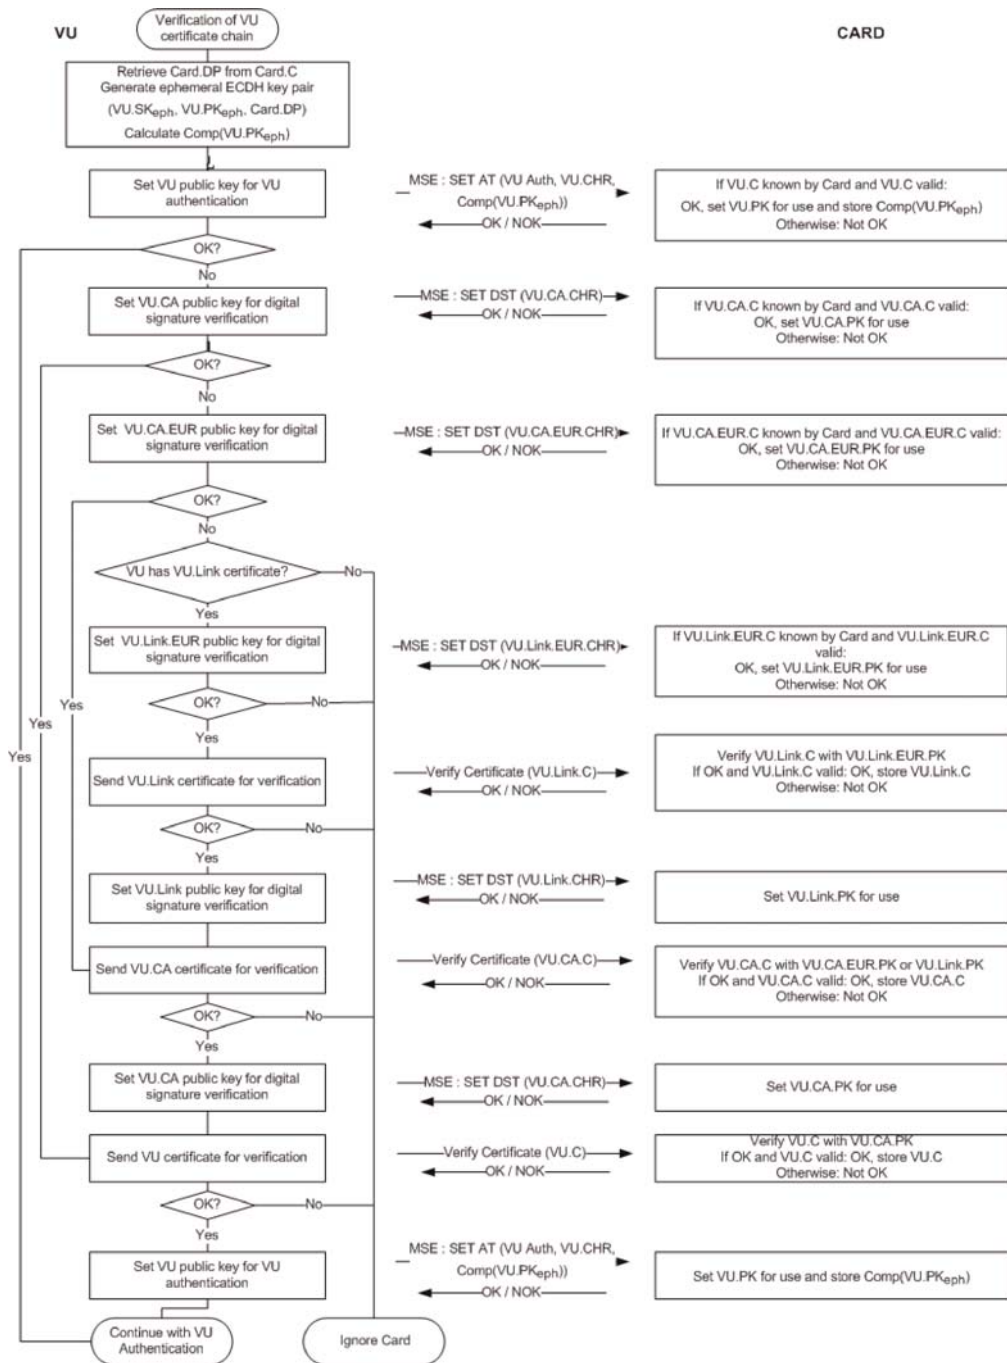 VU
Verification of VU
certificate chain
CARD
Retrieve Card.DP from Card.C
Generate ephemeral ECDH key pair
(VU.SKeph, VU.PKeph, Card.DP)
Calculate Comp(VU.PKeph)
Set VU public key for VU
authentication
MSE : SET AT (VU Auth, VU.CHR,
Comp(VU.PKeph))
OK / NOK
If VU.C known by Card and VU.C valid:
OK, set VU.PK for use and store Comp(VU.PKeph)
Otherwise: Not OK
OK?
No
Set VU.CA public key for digital
signature verification
MSE : SET DST (VU.CA.CHR)
OK / NOK
If VU.CA.C known by Card and VU.CA.C valid:
OK, set VU.CA.PK for use
Otherwise: Not OK
OK?
No
Set VU.CA.EUR public key for digital
signature verification
MSE : SET DST (VU.CA.EUR.CHR)
OK / NOK
If VU.CA.EUR.C known by Card and VU.CA.EUR.C valid:
OK, set VU.CA.EUR.PK for use
Otherwise: Not OK
OK?
No
VU has VU.Link certificate?
No
Yes
Set VU.Link.EUR public key for digital
signature verification
MSE : SET DST (VU.Link.EUR.CHR)
OK / NOK
If VU.Link.EUR.C known by Card and VU.Link.EUR.C
valid:
OK, set VU.Link.EUR.PK for use
Otherwise: Not OK
OK?
No
Yes
Yes
Yes
Yes
Send VU.Link certificate for verification
Verify Certificate (VU.Link.C)
OK / NOK
Verify VU.Link.C with VU.Link.EUR.PK
If OK and VU.Link.C valid: OK, store VU.Link.C
Otherwise: Not OK
OK?
No
Yes
Set VU.Link public key for digital
signature verification
MSE : SET DST (VU.Link.CHR)
OK / NOK
Set VU.Link.PK for use
Send VU.CA certificate for verification
Verify Certificate (VU.CA.C)
OK / NOK
Verify VU.CA.C with VU.CA.EUR.PK or VU.Link.PK
If OK and VU.CA.C valid: OK, store VU.CA.C
Otherwise: Not OK
OK?
No
Yes
Set VU.CA public key for digital
signature verification
MSE : SET DST (VU.CA.CHR)
OK / NOK
Set VU.CA.PK for use
Send VU certificate for verification
Verify Certificate (VU.C)
OK / NOK
Verify VU.C with VU.CA.PK
If OK and VU.C valid: OK, store VU.C
Otherwise: Not OK
OK?
No
Yes
Set VU public key for VU
authentication
MSE : SET AT (VU Auth, VU.CHR,
Comp(VU.PKeph))
OK / NOK
Set VU.PK for use and store Comp(VU.PKeph)
Continue with VU
Authentication
Ignore Card